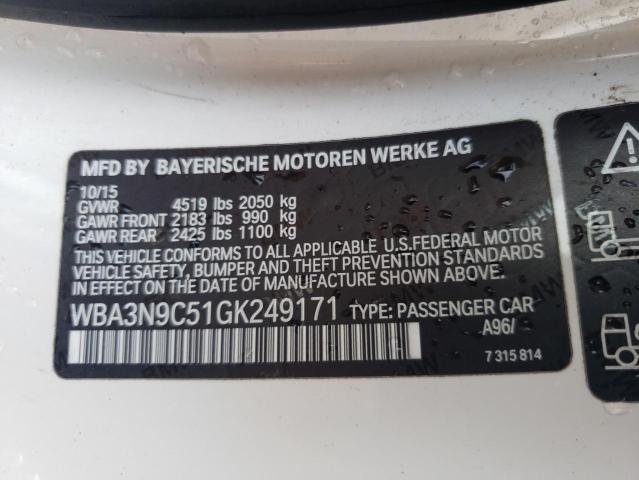 MFD BY BAYERISCHE MOTOREN WERKE AG
10/15
GVWR 4519 lbs 2050 kg
GAWR FRONT 2183 lbs 990 kg
GAWR REAR 2425 lbs 1100 kg
THIS VEHICLE CONFORMS TO ALL APPLICABLE U.S.FEDERAL MOTOR
VEHICLE SAFETY, BUMPER, AND THEFT PREVENTION STANDARDS
IN EFFECT ON THE DATE OF MANUFACTURE SHOWN ABOVE.
WBA3N9C51GK249171 TYPE: PASSENGER CAR
A96/
7 315 814